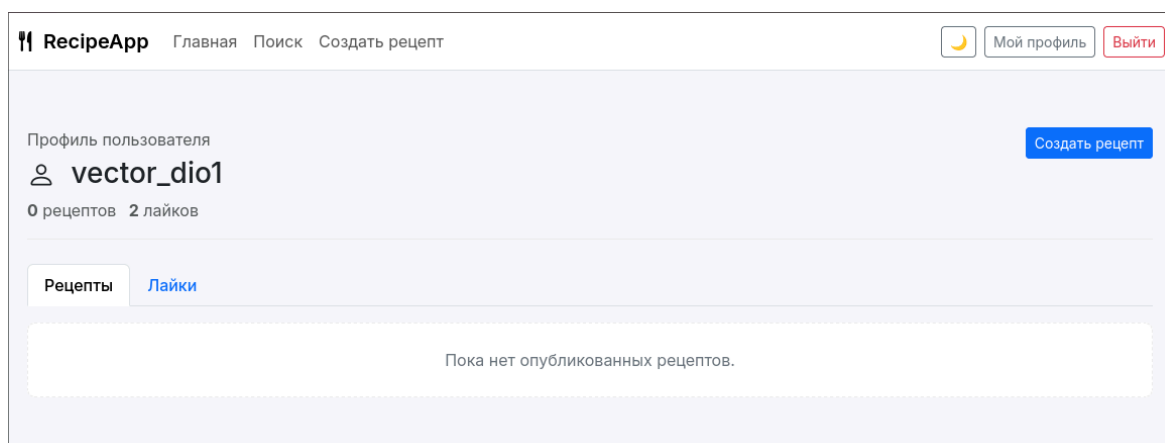 RecipeApp Главная Поиск Создать рецепт Мой профиль Выйти
Профиль пользователя
Создать рецепт
vector_dio1
0 рецептов 2 лайков
Рецепты Лайки
Пока нет опубликованных рецептов.